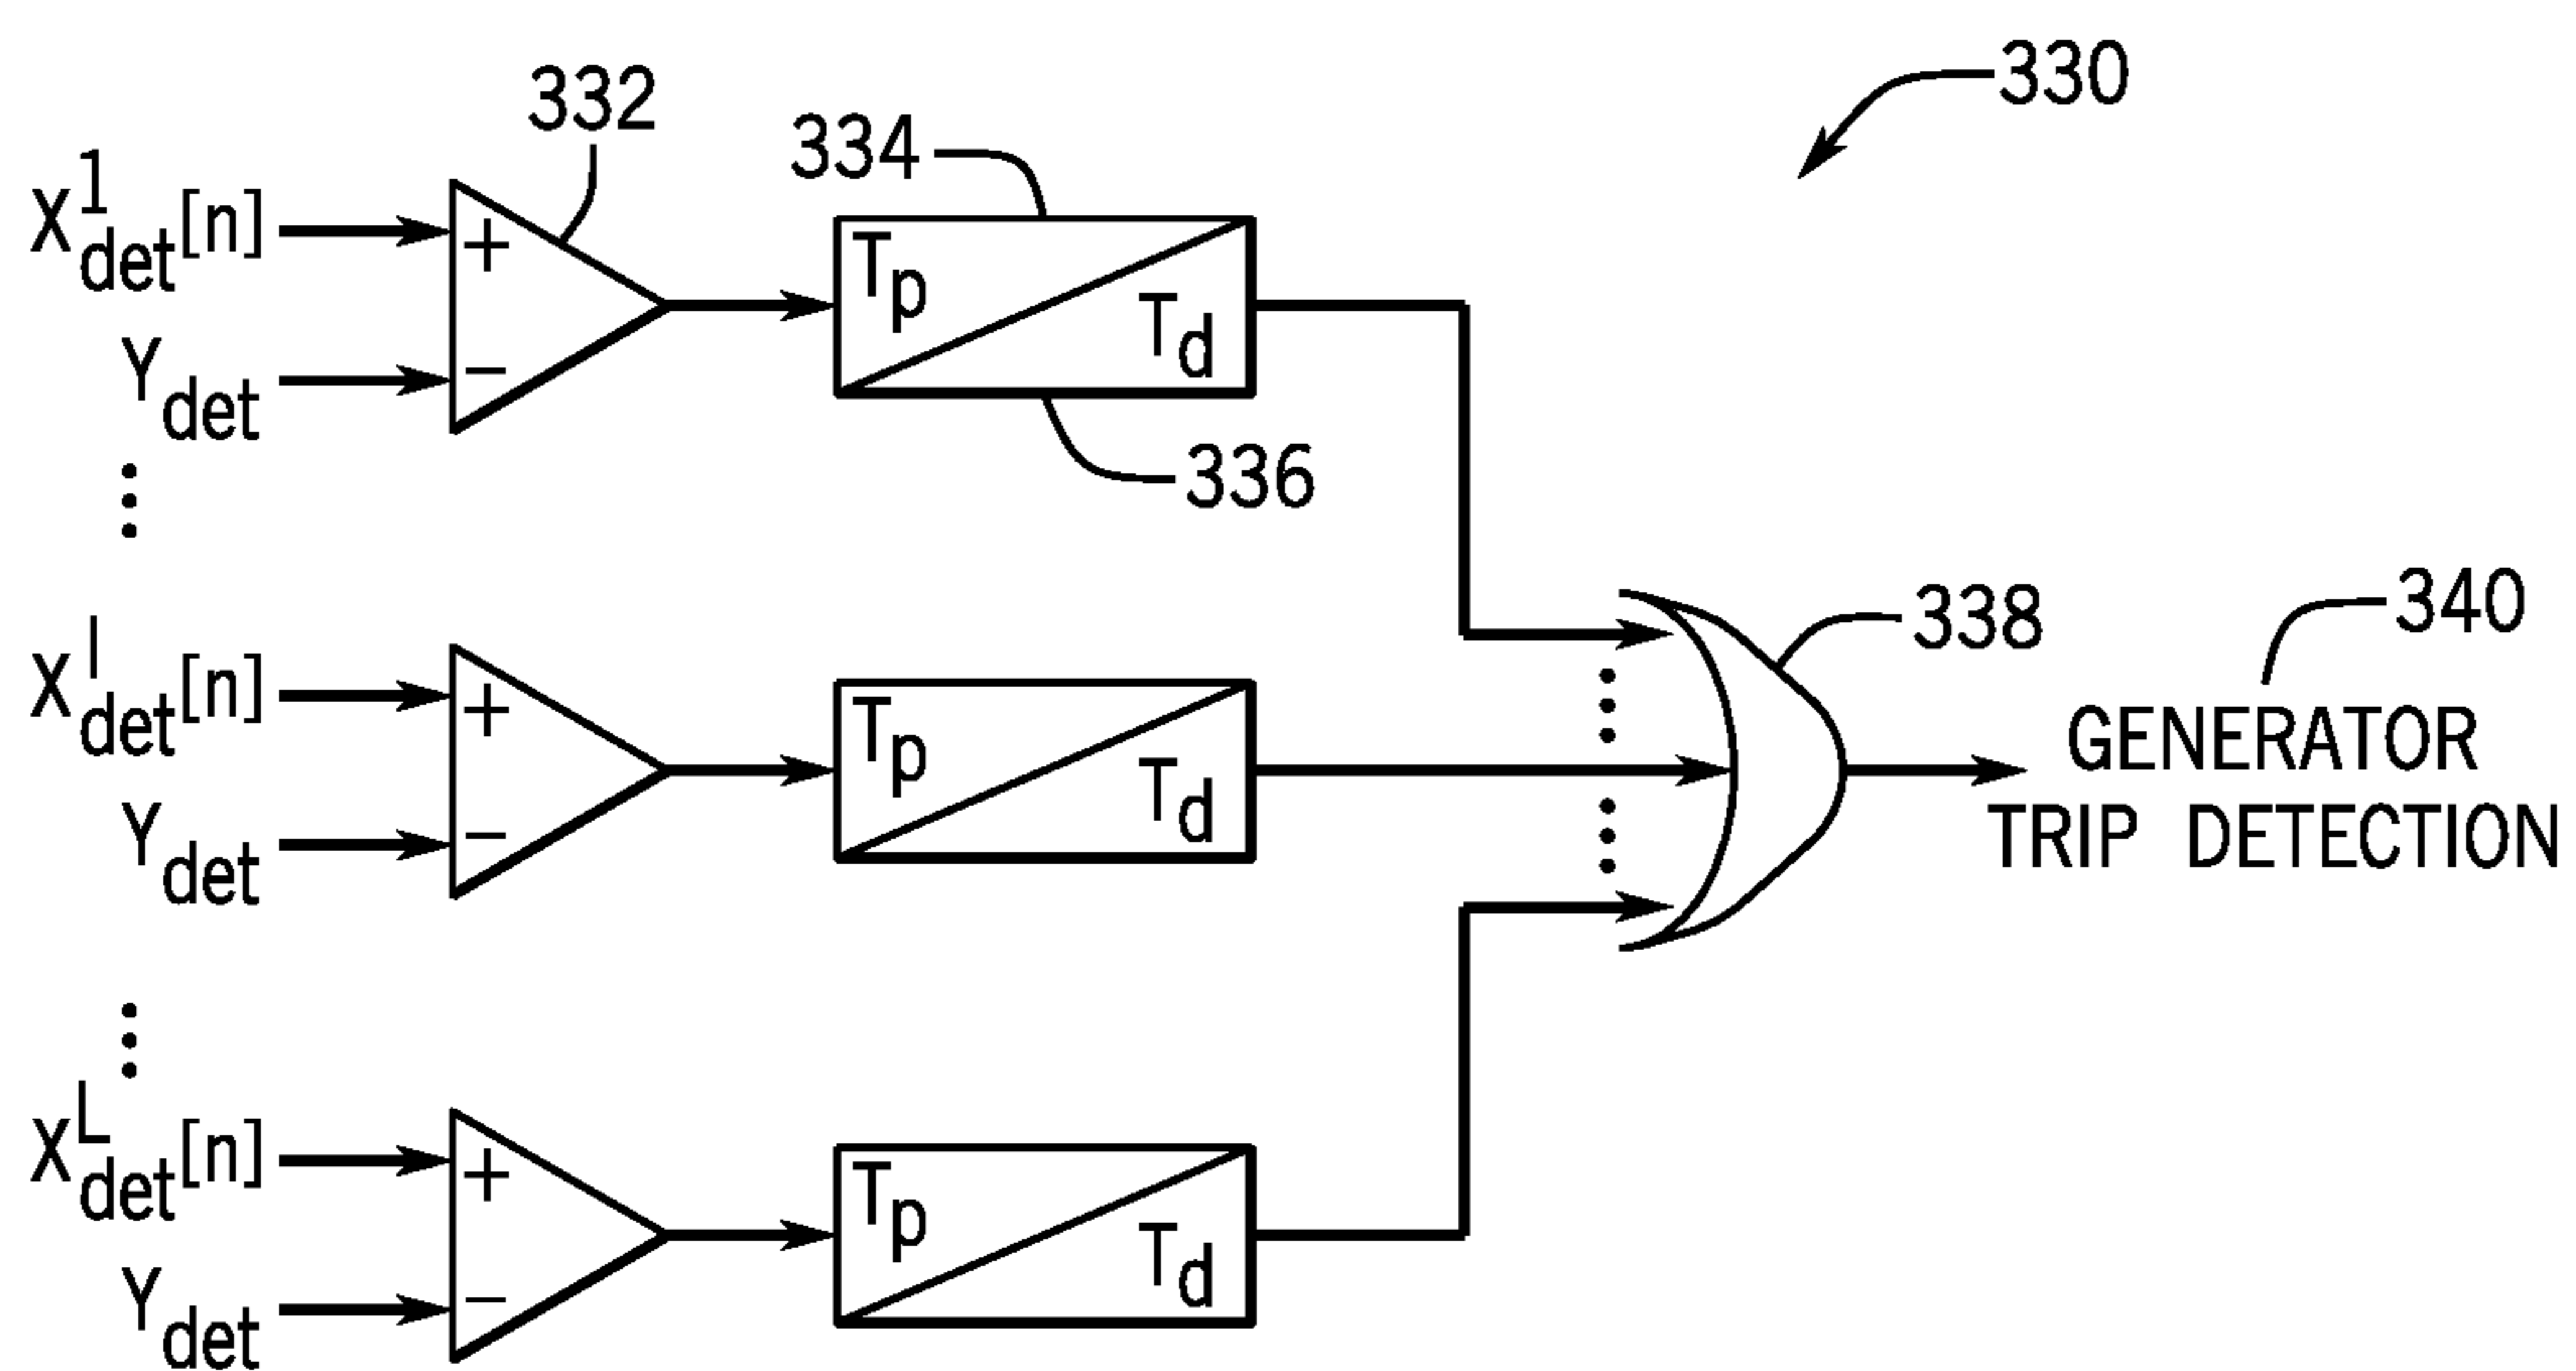 330
332
334
X^1_det[n]
+
T_p
T_d
Y_det
−
336
340
338
X^l_det[n]
+
T_p
T_d
GENERATOR
TRIP DETECTION
Y_det
−
X^L_det[n]
+
T_p
T_d
Y_det
−